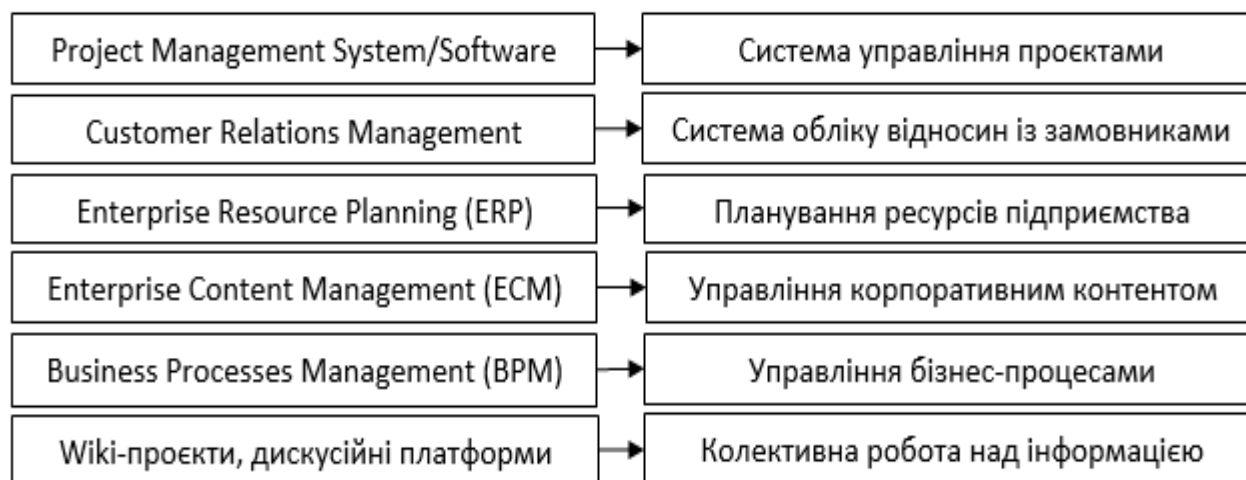 Project Management System/Software
Система управління проєктами
Customer Relations Management
Система обліку відносин із замовниками
Enterprise Resource Planning (ERP)
Планування ресурсів підприємства
Enterprise Content Management (ECM)
Управління корпоративним контентом
Business Processes Management (BPM)
Управління бізнес-процесами
Wiki-проєкти, дискусійні платформи
Колективна робота над інформацією